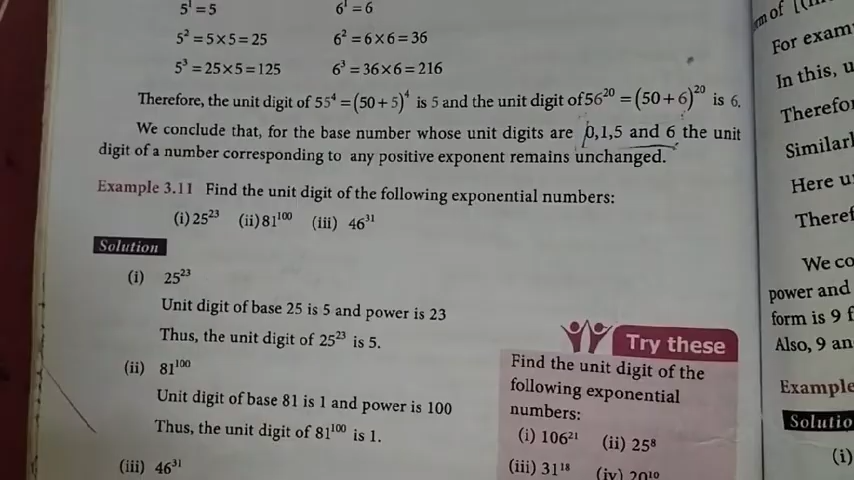 5¹ = 5 6¹ = 6
5² = 5 × 5 = 25 6² = 6 × 6 = 36
5³ = 25 × 5 = 125 6³ = 36 × 6 = 216
Therefore, the unit digit of 55⁴ = (50 + 5)⁴ is 5 and the unit digit of 56²⁰ = (50 + 6)²⁰ is 6.
We conclude that, for the base number whose unit digits are 0,1,5 and 6 the unit
digit of a number corresponding to any positive exponent remains unchanged.
Example 3.11 Find the unit digit of the following exponential numbers:
(i) 25²³ (ii) 81¹⁰⁰ (iii) 46³¹
Solution
(i) 25²³
Unit digit of base 25 is 5 and power is 23
Thus, the unit digit of 25²³ is 5.
(ii) 81¹⁰⁰
Unit digit of base 81 is 1 and power is 100
Thus, the unit digit of 81¹⁰⁰ is 1.
(iii) 46³¹
Try these
Find the unit digit of the
following exponential
numbers:
(i) 106²¹ (ii) 25⁸
(iii) 31¹⁸ (iv) 20¹⁰
of
For exam
In this, u
Therefor
Similarl
Here u
Theref
We co
power and
form is 9 f
Also, 9 an
Example
Solutio
(i)